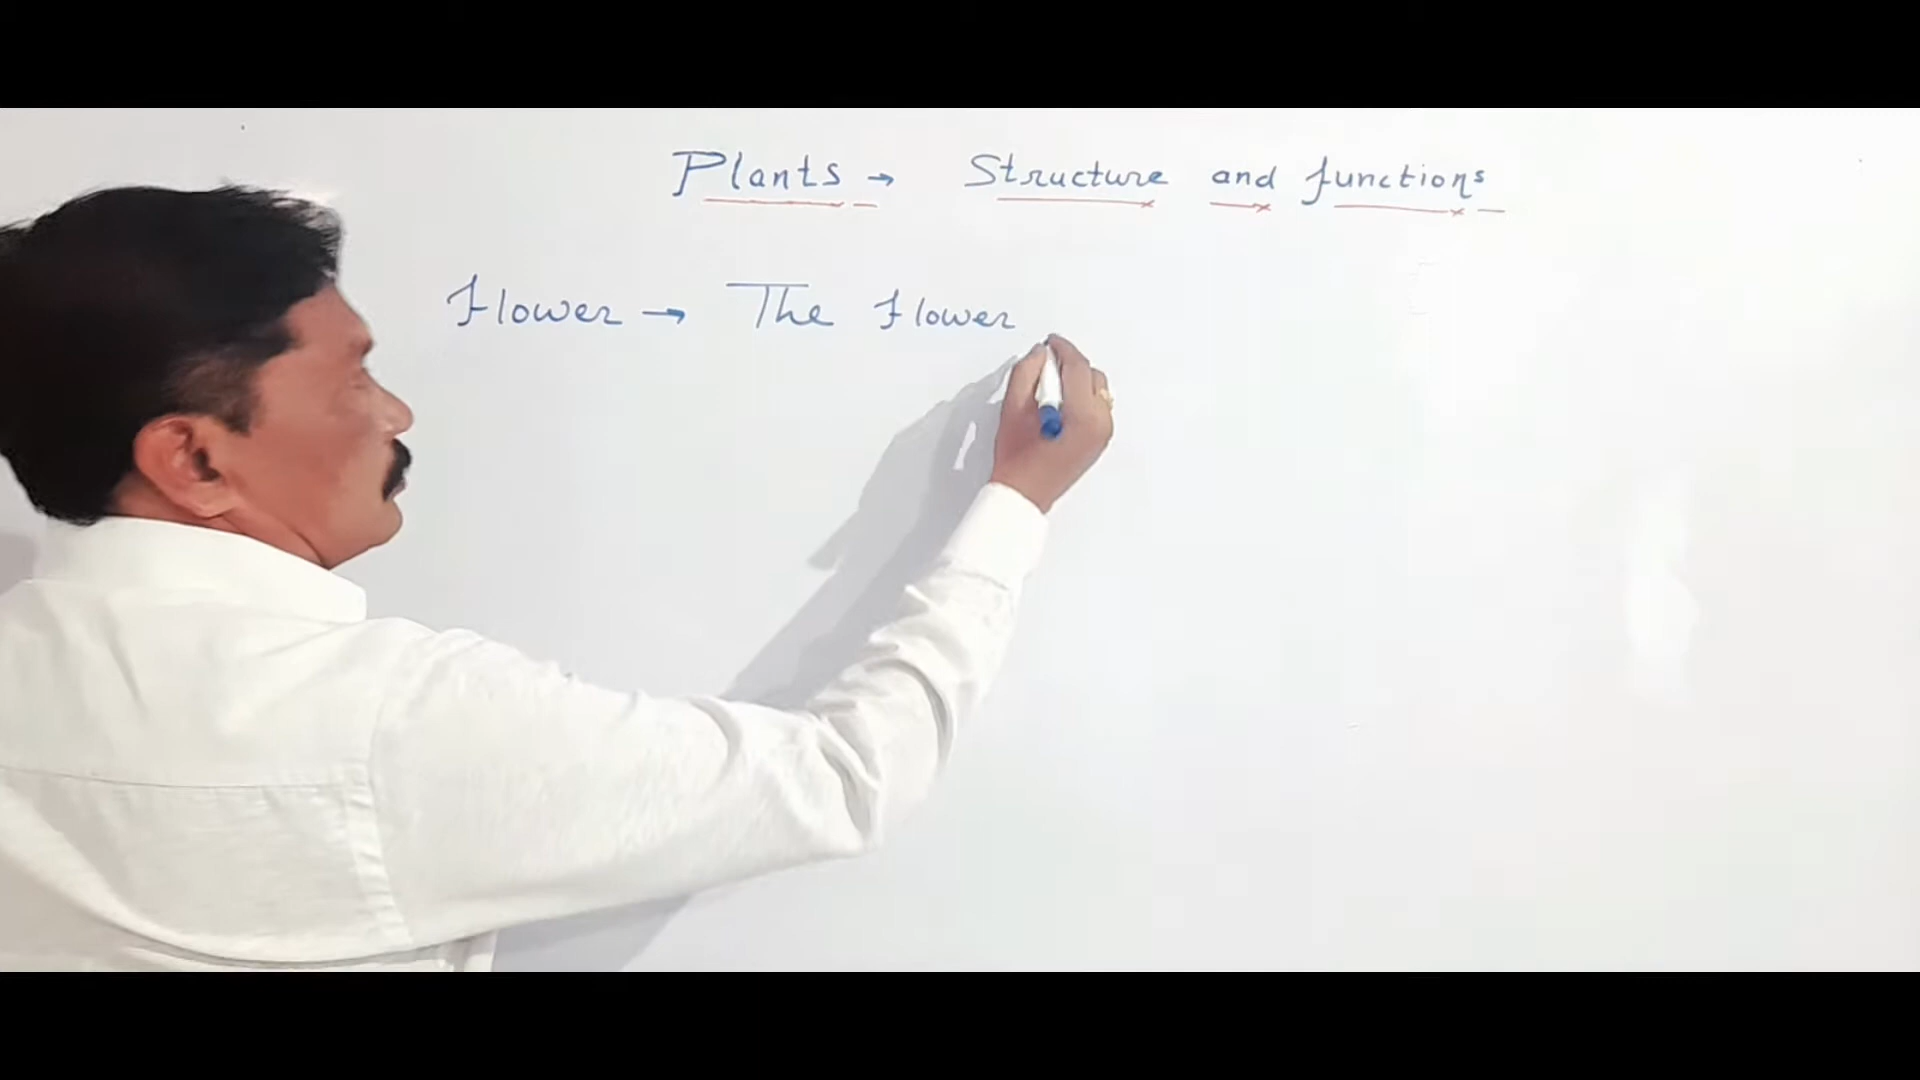 Plants → Structure and functions
Flower → The Flower